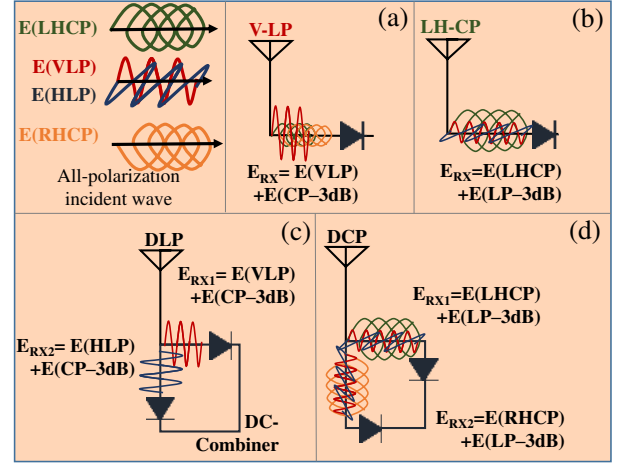 E(LHCP)
E(VLP)
E(HLP)
E(RHCP)
All-polarization
incident wave
(a)
V-LP
E_RX= E(VLP)
+E(CP–3dB)
(b)
LH-CP
E_RX=E(LHCP)
+E(LP–3dB)
(c)
DLP
E_RX1= E(VLP)
+E(CP–3dB)
E_RX2= E(HLP)
+E(CP–3dB)
DC-
Combiner
(d)
DCP
E_RX1=E(LHCP)
+E(LP–3dB)
E_RX2=E(RHCP)
+E(LP–3dB)